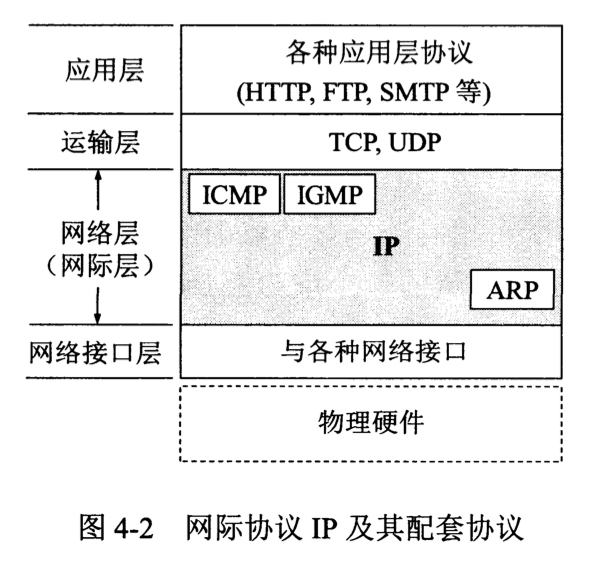 应用层
各种应用层协议
(HTTP, FTP, SMTP 等)
运输层
TCP, UDP
网络层
（网际层）
ICMP
IGMP
IP
ARP
网络接口层
与各种网络接口
物理硬件
图 4-2 网际协议 IP 及其配套协议